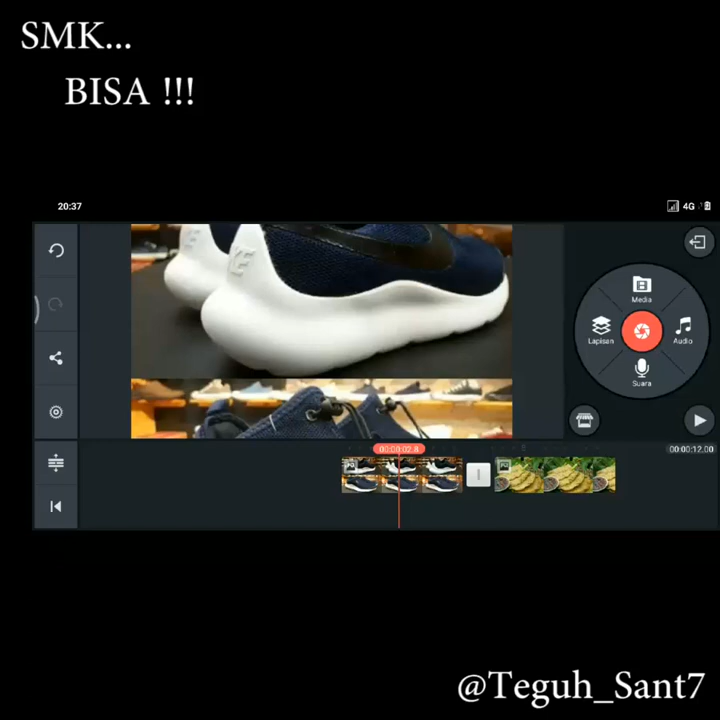 SMK...
BISA !!!
20:37
4G
Media
Lapisan
Audio
Suara
00:00:02.8
00:00:12.00
@Teguh_Sant7